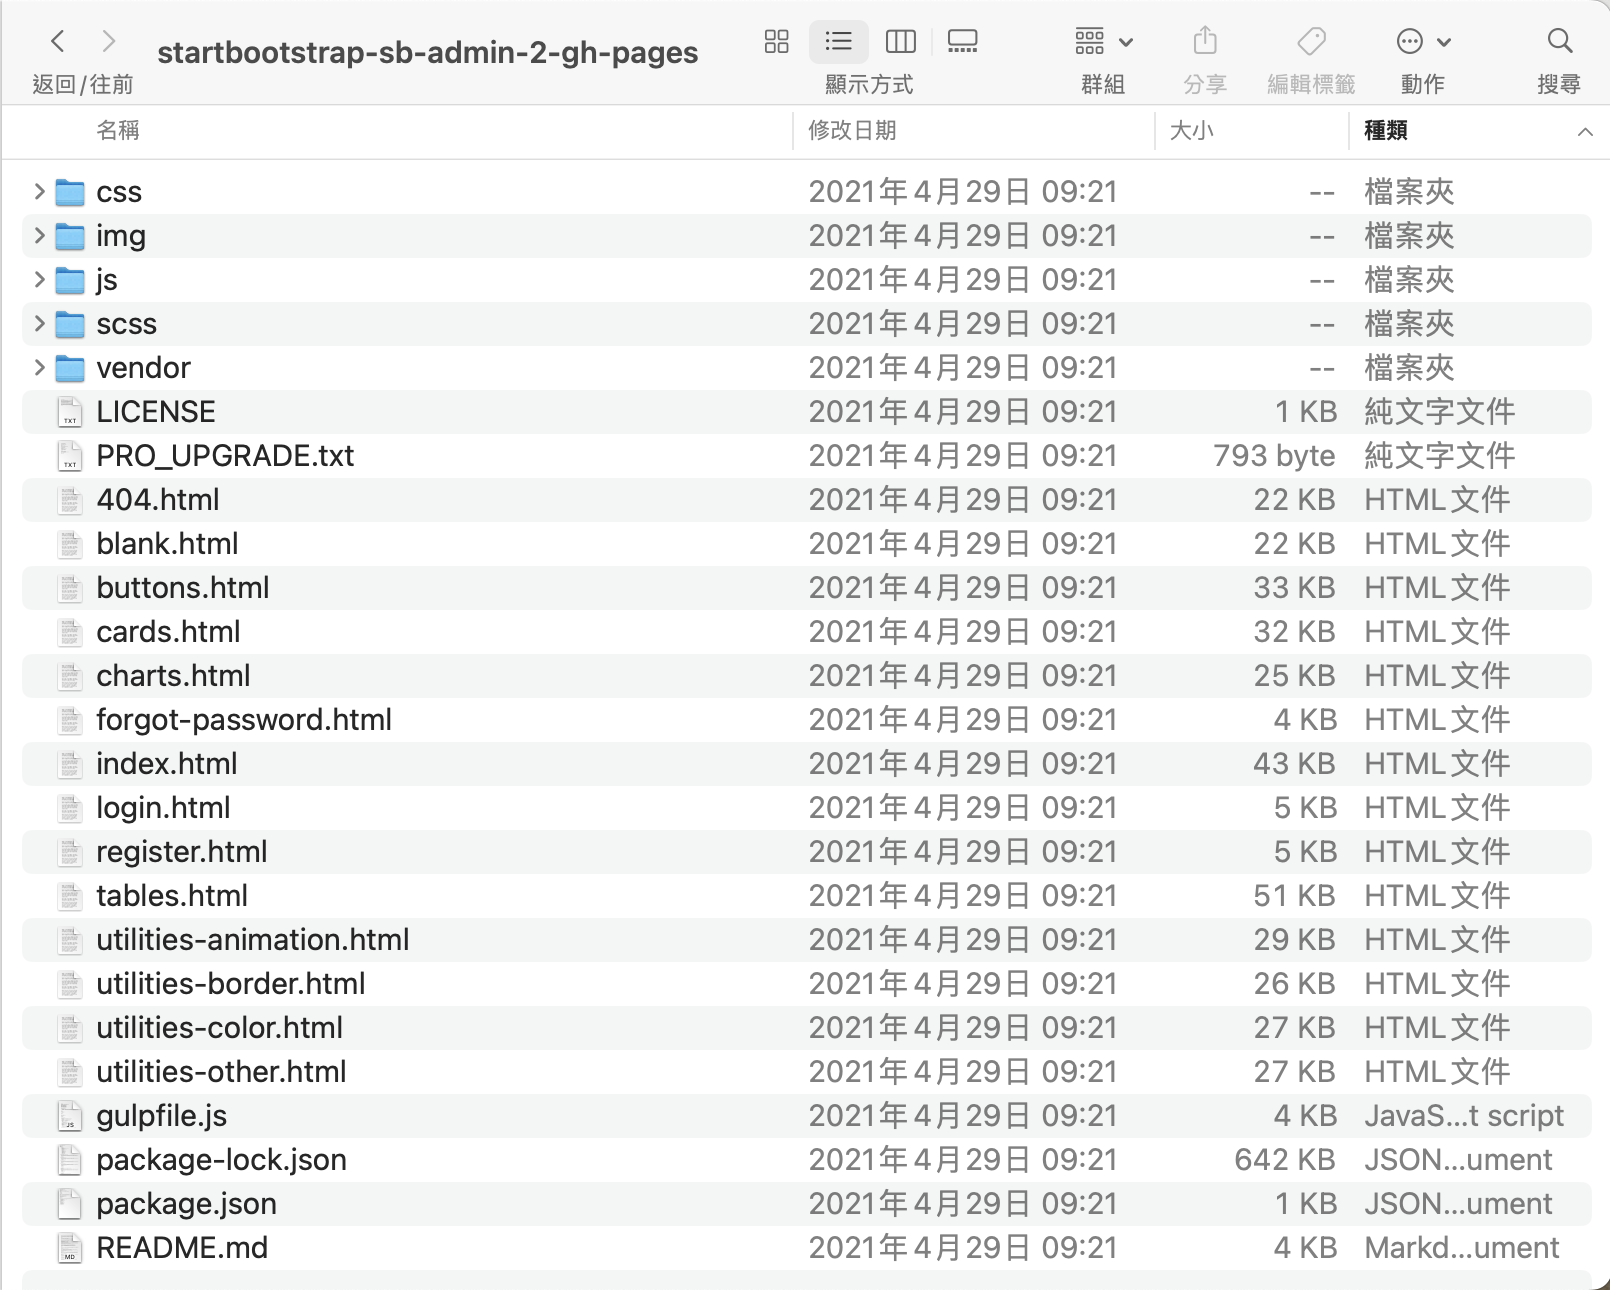 startbootstrap-sb-admin-2-gh-pages
返回/往前 顯示方式 群組 分享 編輯標籤 動作 搜尋
名稱 修改日期 大小 種類
css 2021年4月29日 09:21 -- 檔案夾
img 2021年4月29日 09:21 -- 檔案夾
js 2021年4月29日 09:21 -- 檔案夾
scss 2021年4月29日 09:21 -- 檔案夾
vendor 2021年4月29日 09:21 -- 檔案夾
LICENSE 2021年4月29日 09:21 1 KB 純文字文件
PRO_UPGRADE.txt 2021年4月29日 09:21 793 byte 純文字文件
404.html 2021年4月29日 09:21 22 KB HTML文件
blank.html 2021年4月29日 09:21 22 KB HTML文件
buttons.html 2021年4月29日 09:21 33 KB HTML文件
cards.html 2021年4月29日 09:21 32 KB HTML文件
charts.html 2021年4月29日 09:21 25 KB HTML文件
forgot-password.html 2021年4月29日 09:21 4 KB HTML文件
index.html 2021年4月29日 09:21 43 KB HTML文件
login.html 2021年4月29日 09:21 5 KB HTML文件
register.html 2021年4月29日 09:21 5 KB HTML文件
tables.html 2021年4月29日 09:21 51 KB HTML文件
utilities-animation.html 2021年4月29日 09:21 29 KB HTML文件
utilities-border.html 2021年4月29日 09:21 26 KB HTML文件
utilities-color.html 2021年4月29日 09:21 27 KB HTML文件
utilities-other.html 2021年4月29日 09:21 27 KB HTML文件
gulpfile.js 2021年4月29日 09:21 4 KB JavaS...t script
package-lock.json 2021年4月29日 09:21 642 KB JSON...ument
package.json 2021年4月29日 09:21 1 KB JSON...ument
README.md 2021年4月29日 09:21 4 KB Markd...ument